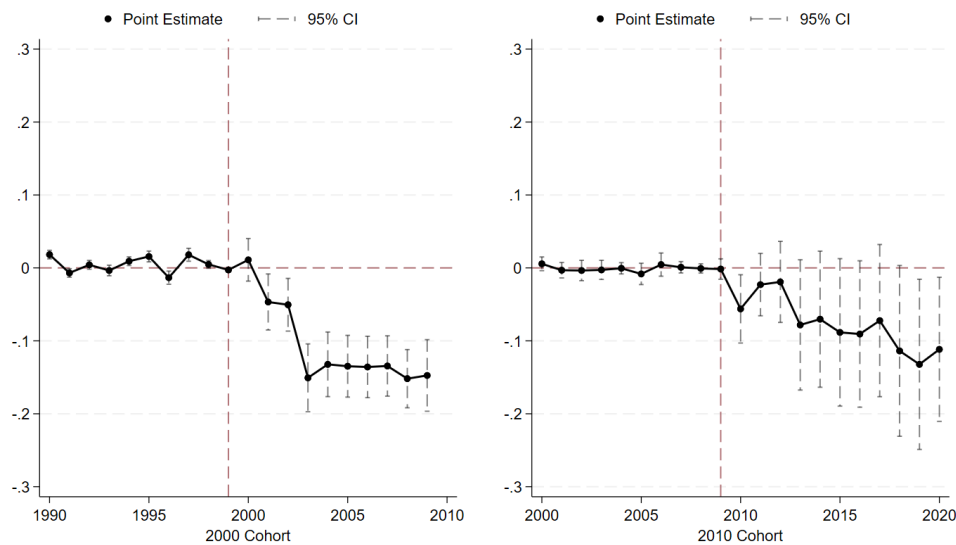 Point Estimate 95% CI
.3
.2
.1
0
-.1
-.2
-.3
1990 1995 2000 2005 2010
2000 Cohort
Point Estimate 95% CI
.3
.2
.1
0
-.1
-.2
-.3
2000 2005 2010 2015 2020
2010 Cohort